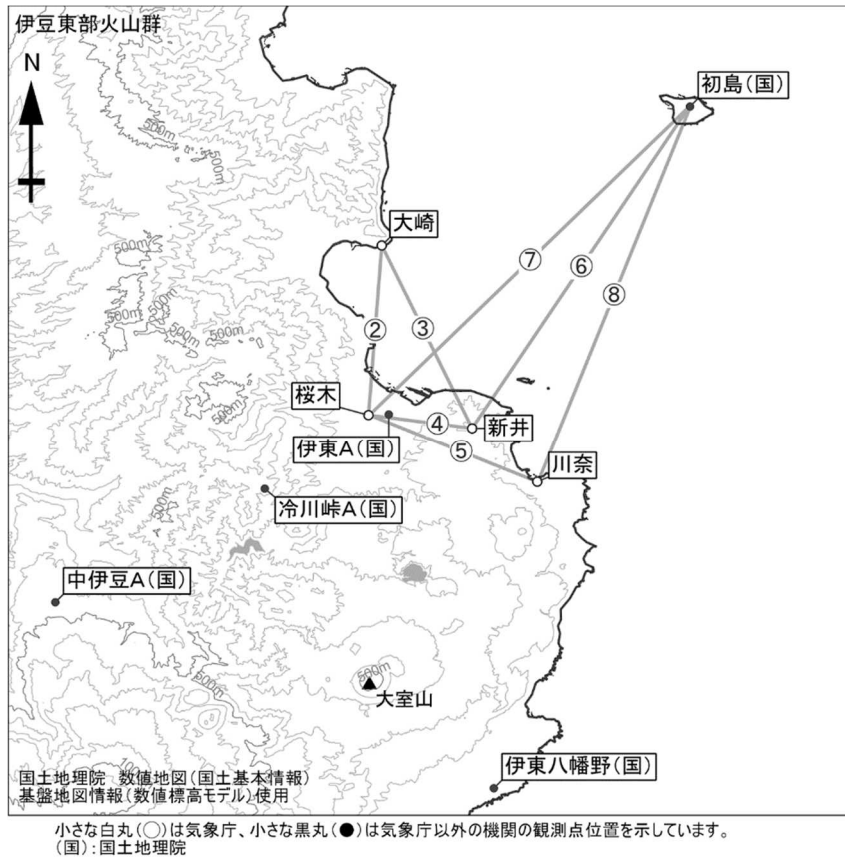 伊豆東部火山群
N
初島(国)
500m
大崎
500m
500m
500m
500m
500m
⑦
⑥
⑧
②
③
桜木
500m
伊東A(国)
④
新井
⑤
川奈
500m
冷川峠A(国)
中伊豆A(国)
500m
大室山
伊東八幡野(国)
国土地理院 数値地図(国土基本情報)
基盤地図情報(数値標高モデル)使用
小さな白丸(○)は気象庁、小さな黒丸(●)は気象庁以外の機関の観測点位置を示しています。
(国):国土地理院